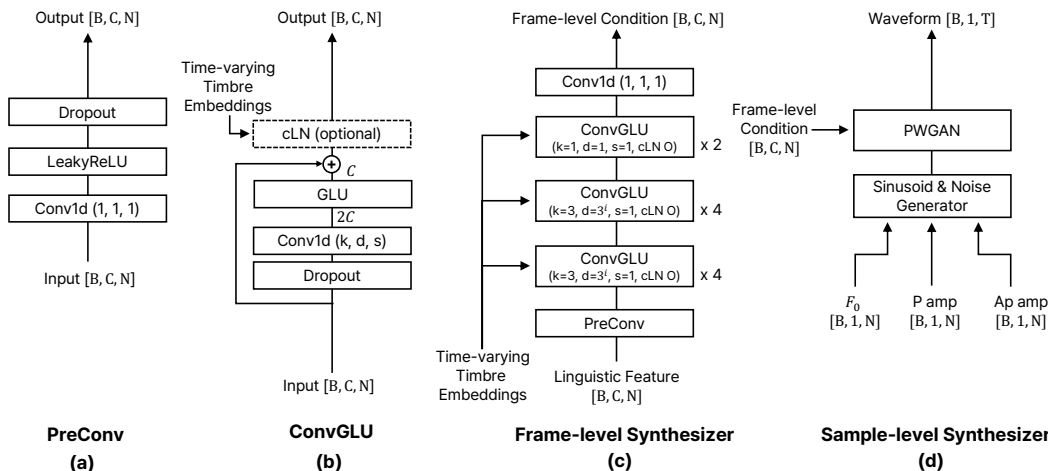 Output [B, C, N]
Dropout
LeakyReLU
Conv1d (1, 1, 1)
Input [B, C, N]
PreConv
(a)
Output [B, C, N]
Time-varying
Timbre
Embeddings
cLN (optional)
C
GLU
2C
Conv1d (k, d, s)
Dropout
Input [B, C, N]
ConvGLU
(b)
Frame-level Condition [B, C, N]
Conv1d (1, 1, 1)
ConvGLU
(k=1, d=1, s=1, cLN O)
x 2
ConvGLU
(k=3, d=3ⁱ, s=1, cLN O)
x 4
ConvGLU
(k=3, d=3ⁱ, s=1, cLN O)
x 4
PreConv
Time-varying
Timbre
Embeddings
Linguistic Feature
[B, C, N]
Frame-level Synthesizer
(c)
Waveform [B, 1, T]
Frame-level
Condition
[B, C, N]
PWGAN
Sinusoid & Noise
Generator
F₀
[B, 1, N]
P amp
[B, 1, N]
Ap amp
[B, 1, N]
Sample-level Synthesizer
(d)